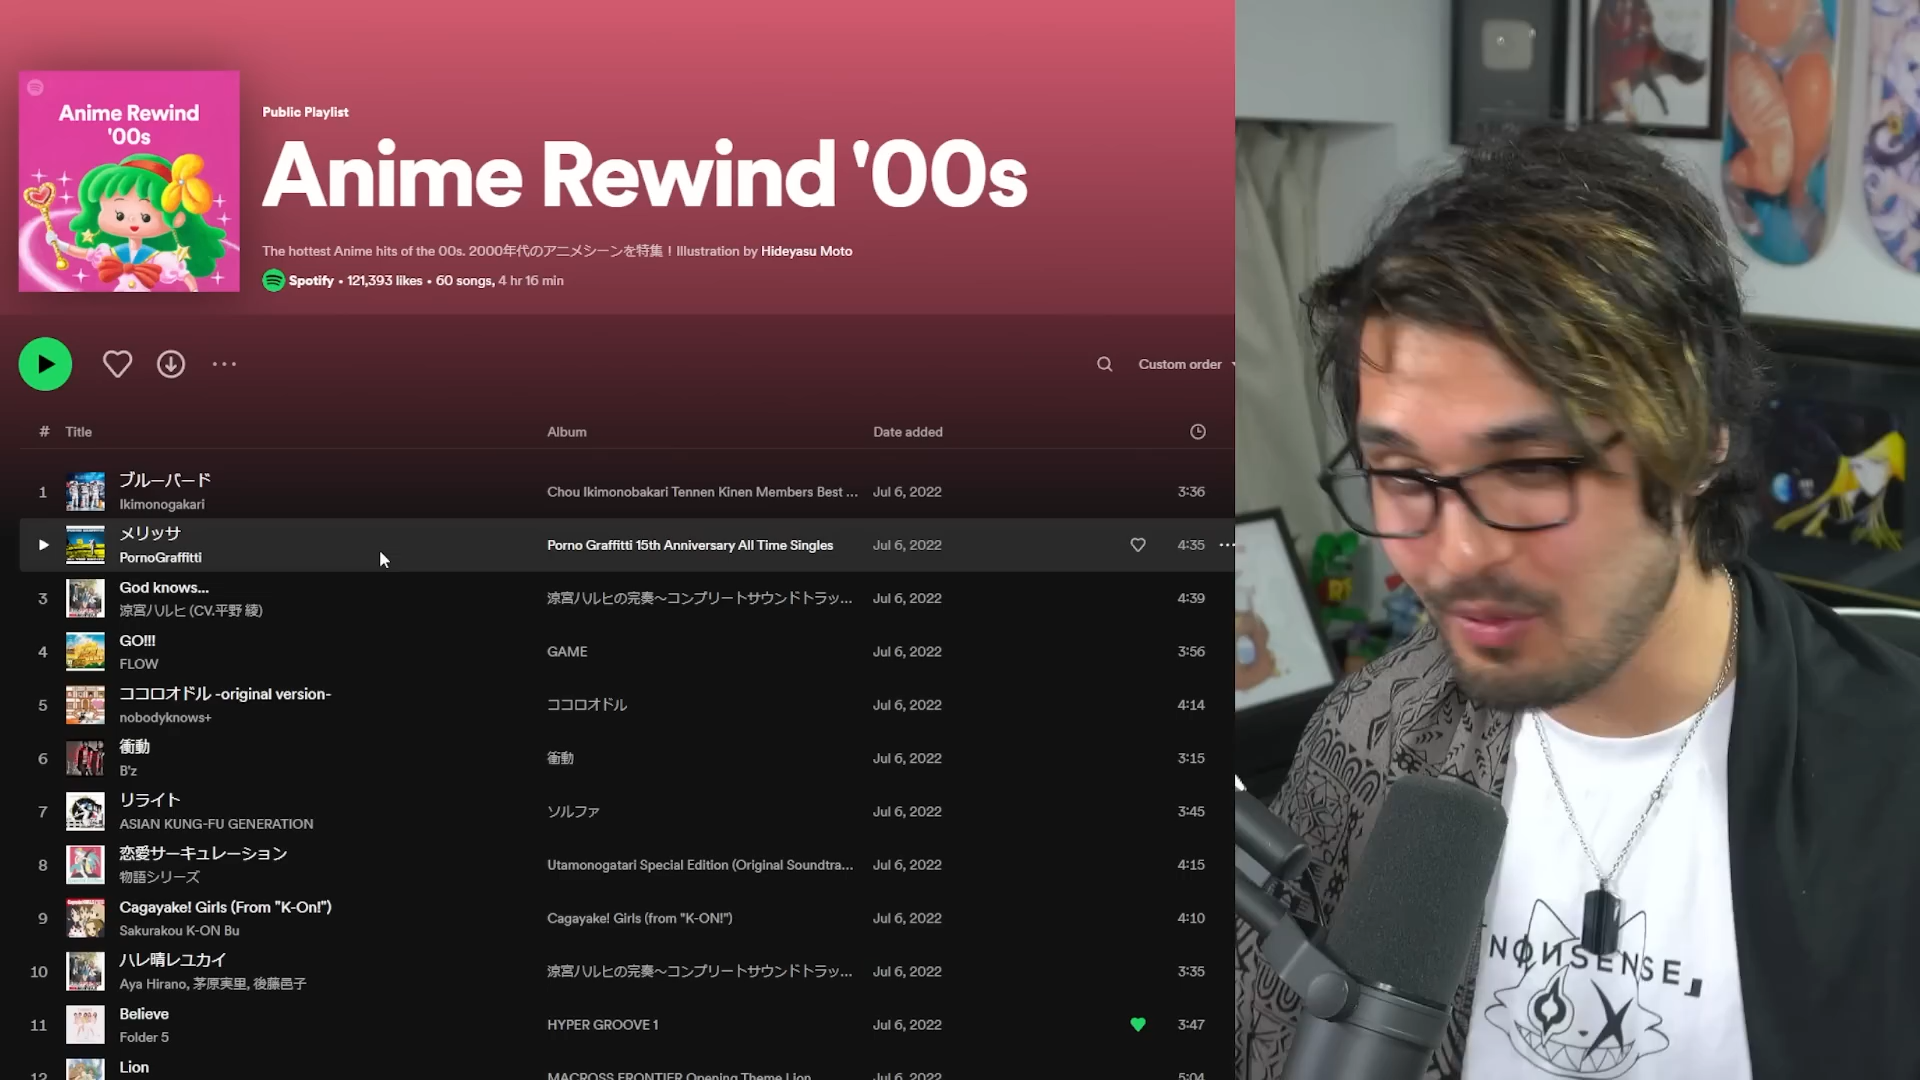 Anime Rewind
'00s
Public Playlist
Anime Rewind '00s
The hottest Anime hits of the 00s. 2000年代のアニメシーンを特集！Illustration by Hideyasu Moto
Spotify • 121,393 likes • 60 songs, 4 hr 16 min
Custom order
# Title Album Date added
1 ブルーバード Chou Ikimonobakari Tennen Kinen Members Best ... Jul 6, 2022 3:36
Ikimonogakari
メリッサ Porno Graffitti 15th Anniversary All Time Singles Jul 6, 2022 4:35
PornoGraffitti
3 God knows... 涼宮ハルヒの完奏～コンプリートサウンドトラッ... Jul 6, 2022 4:39
涼宮ハルヒ (CV.平野 綾)
4 GO!!! GAME Jul 6, 2022 3:56
FLOW
5 ココロオドル -original version- ココロオドル Jul 6, 2022 4:14
nobodyknows+
6 衝動 衝動 Jul 6, 2022 3:15
B'z
7 リライト ソルファ Jul 6, 2022 3:45
ASIAN KUNG-FU GENERATION
8 恋愛サーキュレーション Utamonogatari Special Edition (Original Soundtra... Jul 6, 2022 4:15
物語シリーズ
9 Cagayake! Girls (From "K-On!") Cagayake! Girls (from "K-ON!") Jul 6, 2022 4:10
Sakurakou K-ON Bu
10 ハレ晴レユカイ 涼宮ハルヒの完奏～コンプリートサウンドトラッ... Jul 6, 2022 3:35
Aya Hirano, 茅原実里, 後藤邑子
11 Believe HYPER GROOVE 1 Jul 6, 2022 3:47
Folder 5
12 Lion MACROSS FRONTIER Opening Theme Lion Jul 6, 2022 5:04
「NONSENSE」